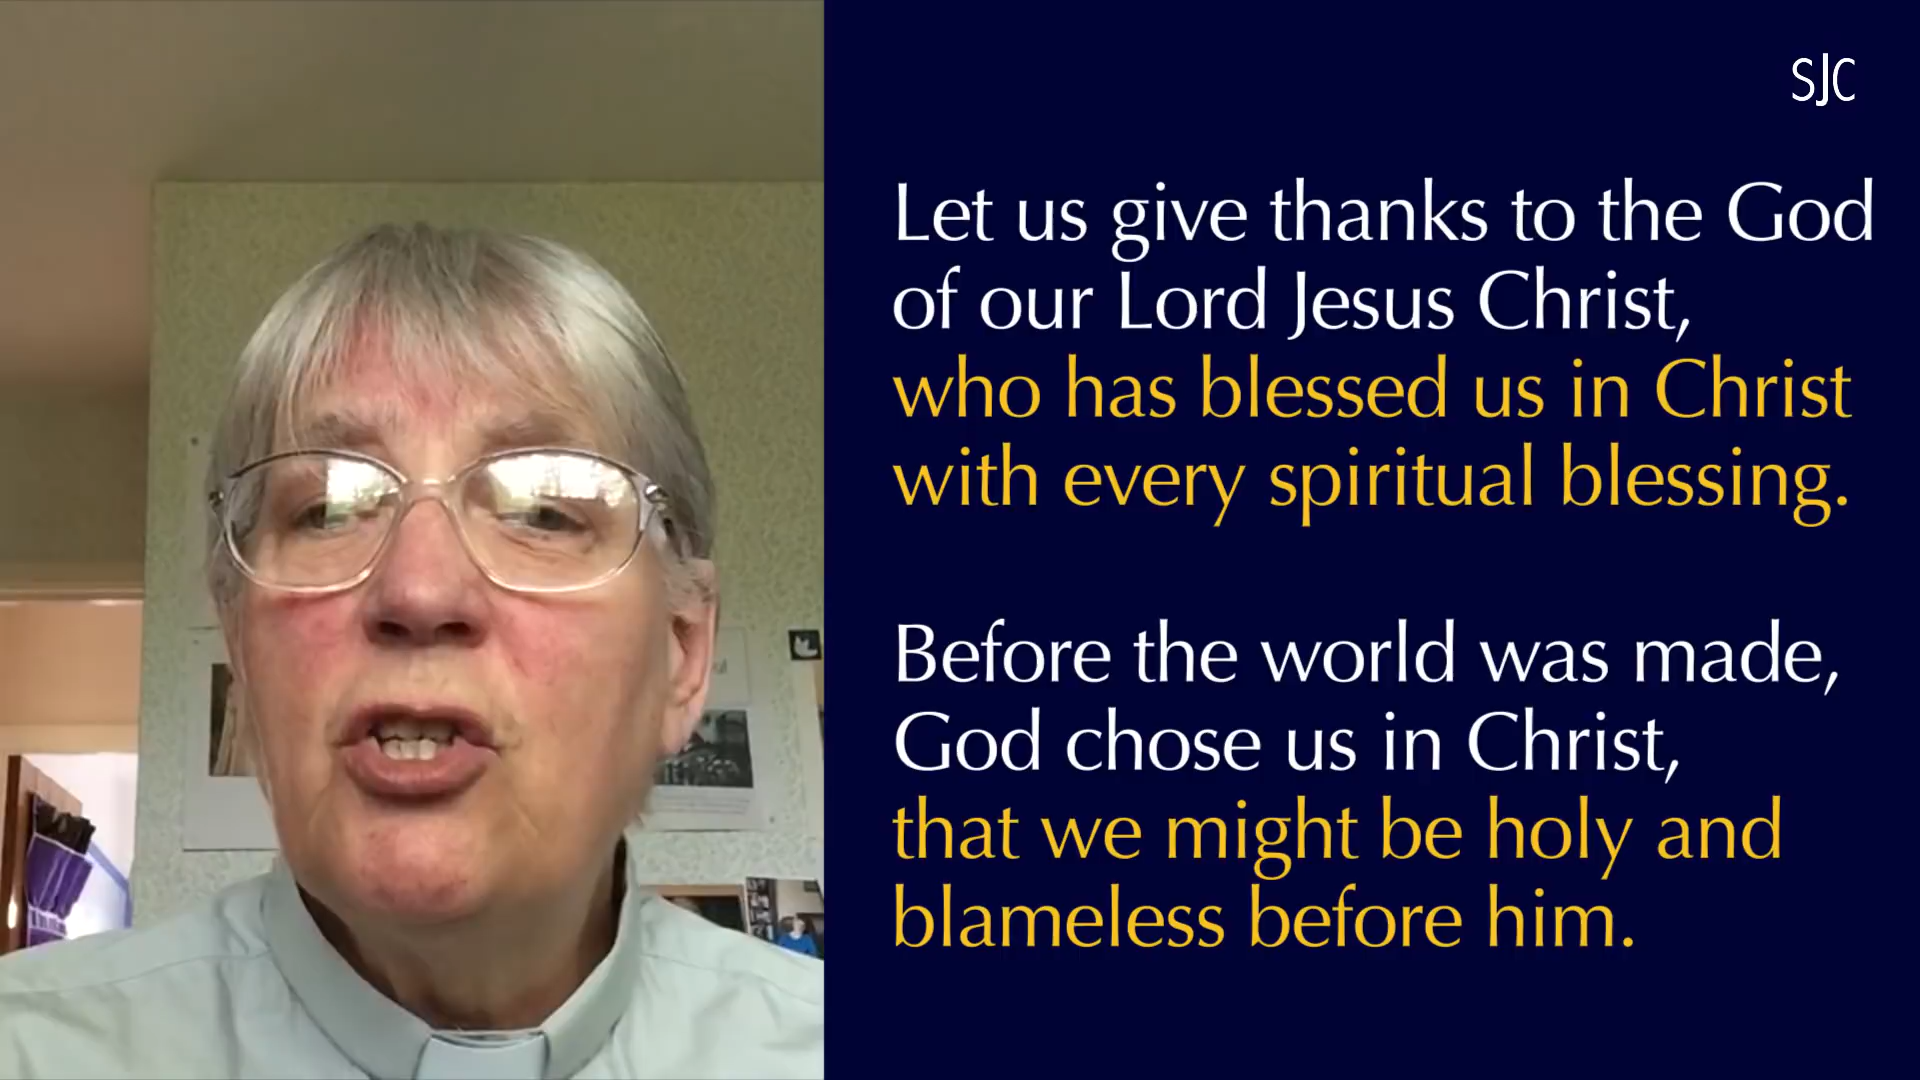 SJC
Let us give thanks to the God
of our Lord Jesus Christ,
who has blessed us in Christ
with every spiritual blessing.
Before the world was made,
God chose us in Christ,
that we might be holy and
blameless before him.